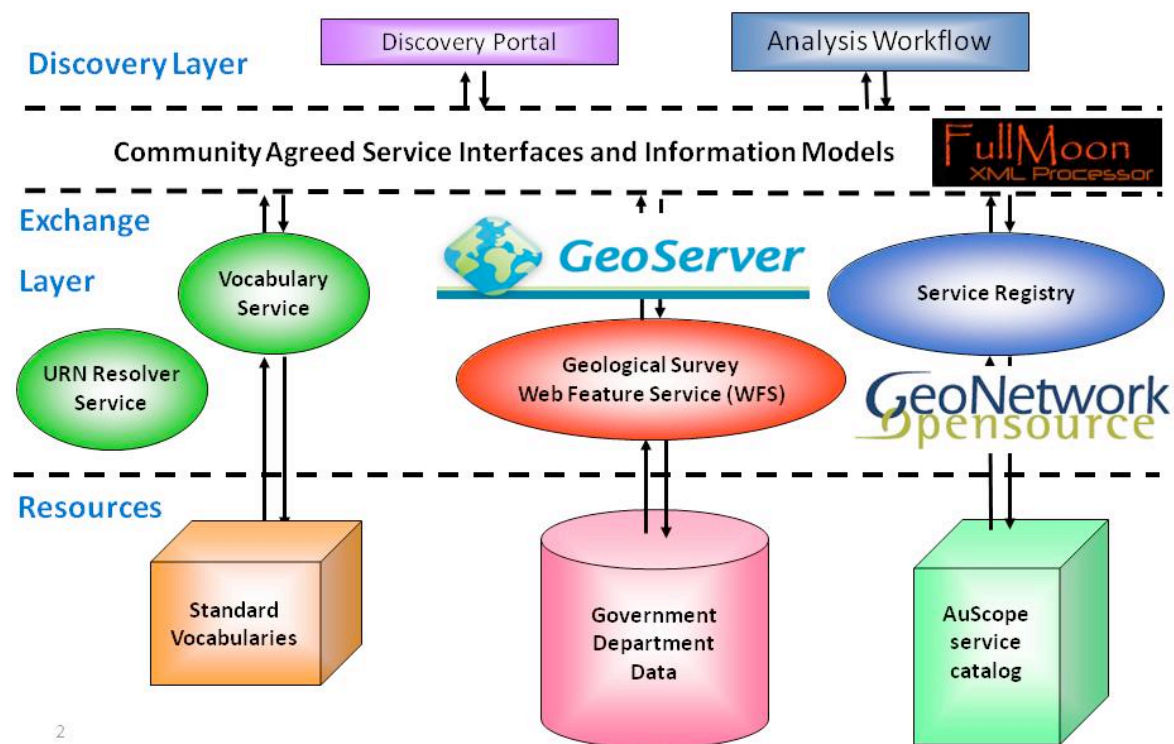 Discovery Portal
Analysis Workflow
Discovery Layer
Community Agreed Service Interfaces and Information Models
FullMoon
XML Processor
Exchange
Layer
Vocabulary
Service
GeoServer
Service Registry
URN Resolver
Service
Geological Survey
Web Feature Service (WFS)
GeoNetwork
Opensource
Resources
Standard
Vocabularies
Government
Department
Data
AuScope
service
catalog
2